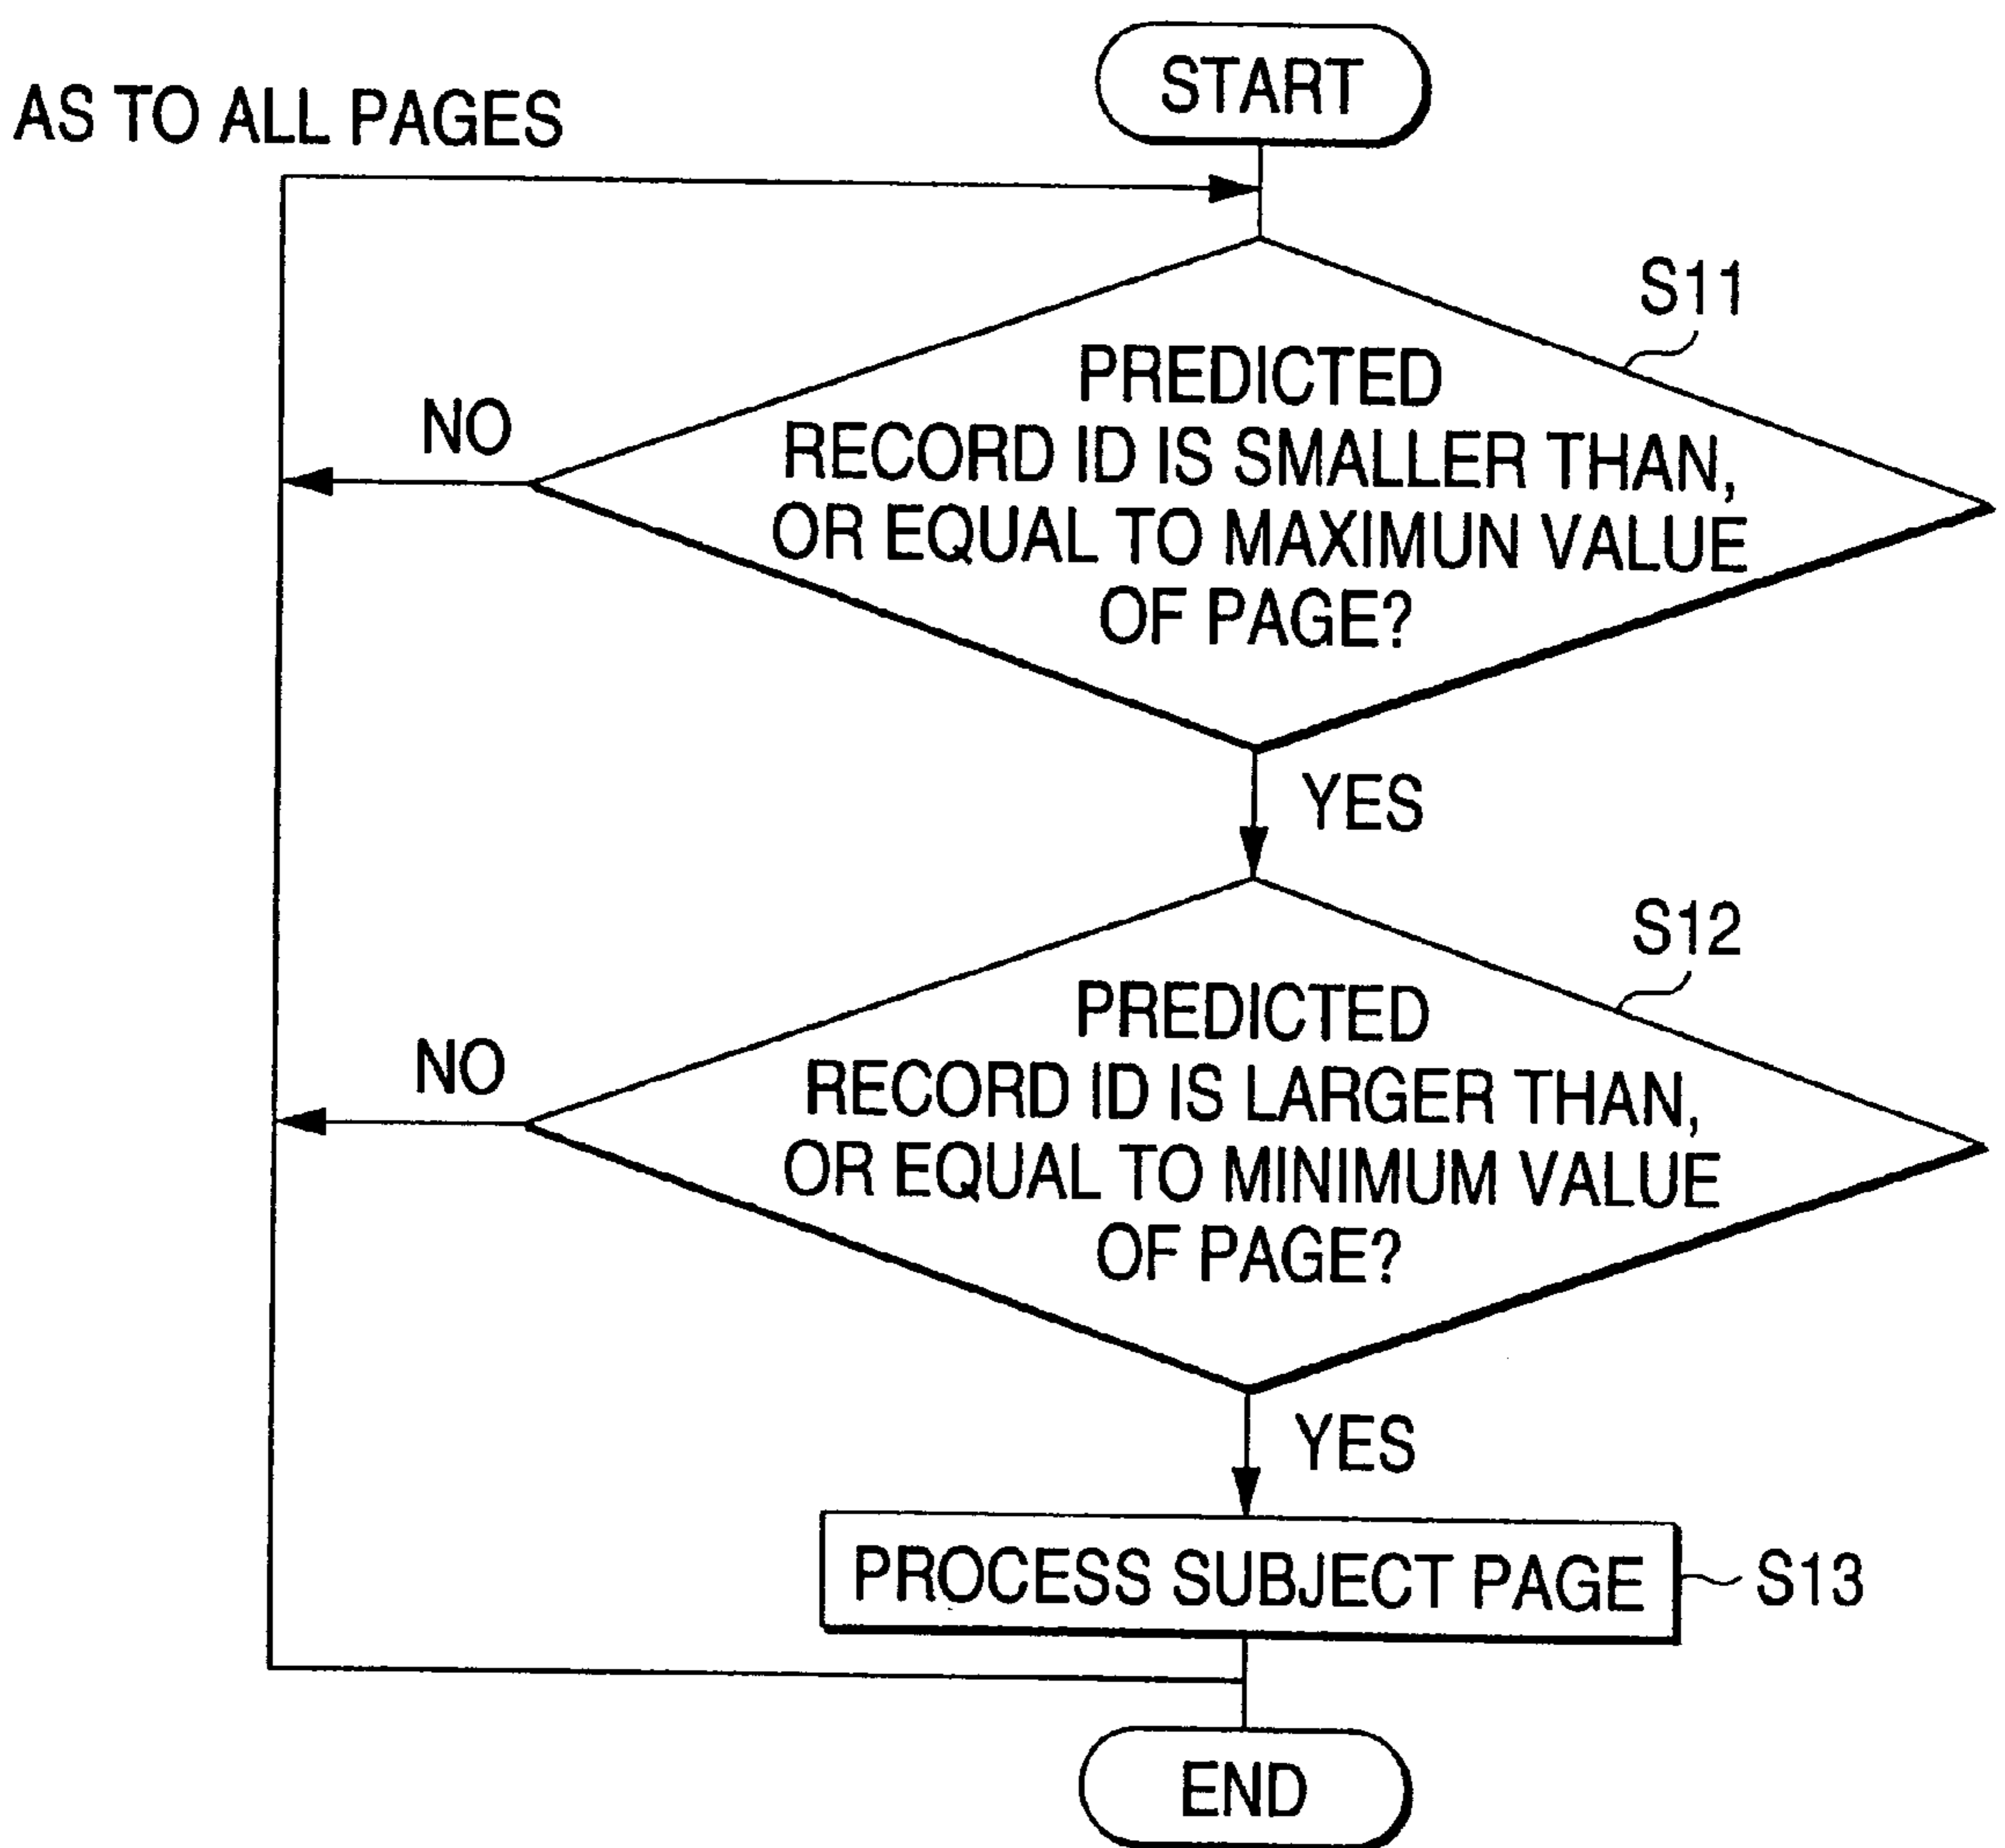 START
AS TO ALL PAGES
S11
PREDICTED
RECORD ID IS SMALLER THAN,
OR EQUAL TO MAXIMUN VALUE
OF PAGE?
NO
YES
S12
PREDICTED
RECORD ID IS LARGER THAN,
OR EQUAL TO MINIMUM VALUE
OF PAGE?
NO
YES
PROCESS SUBJECT PAGE
S13
END